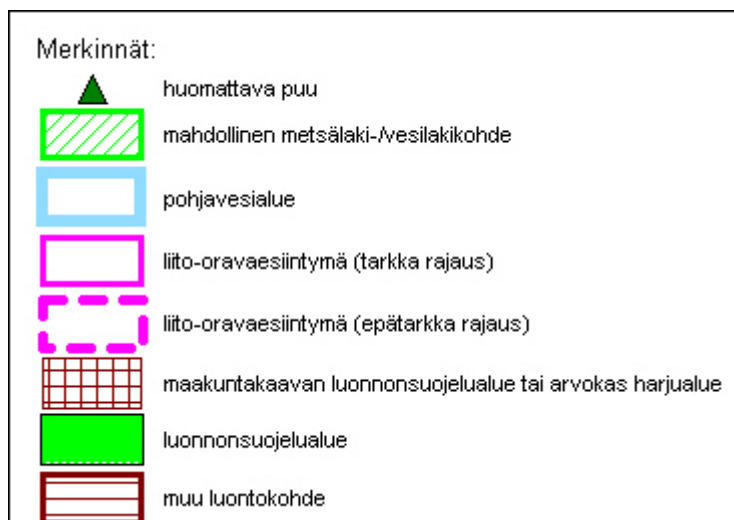 Merkinnät:
huomattava puu
mahdollinen metsälaki-/vesilakikohde
pohjavesialue
liito-oravaesiintymä (tarkka rajaus)
liito-oravaesiintymä (epätarkka rajaus)
maakuntakaavan luonnonsuojelualue tai arvokas harjualue
luonnonsuojelualue
muu luontokohde